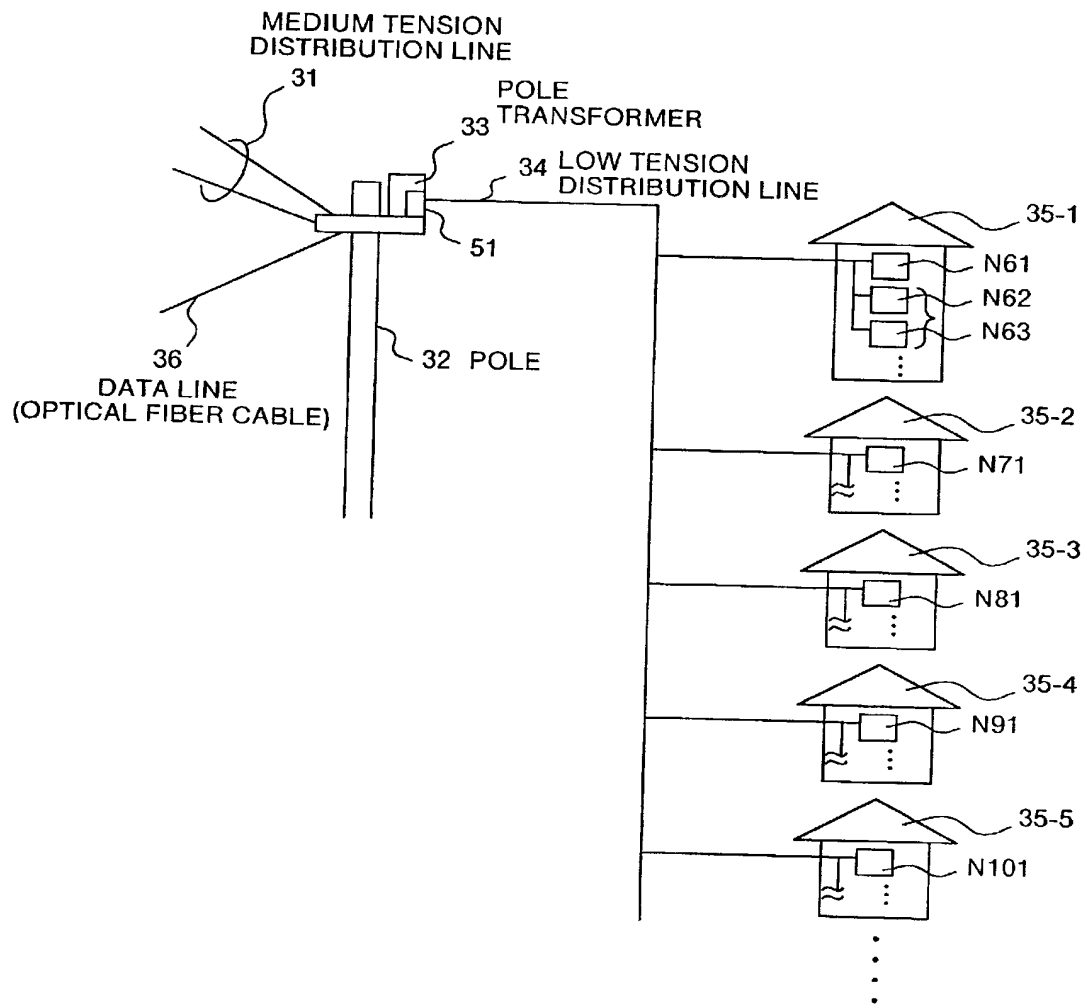 MEDIUM TENSION
DISTRIBUTION LINE
31
POLE
TRANSFORMER
33
34 LOW TENSION
DISTRIBUTION LINE
51
36
DATA LINE
(OPTICAL FIBER CABLE)
32 POLE
35-1
N61
N62
N63
35-2
N71
35-3
N81
35-4
N91
35-5
N101